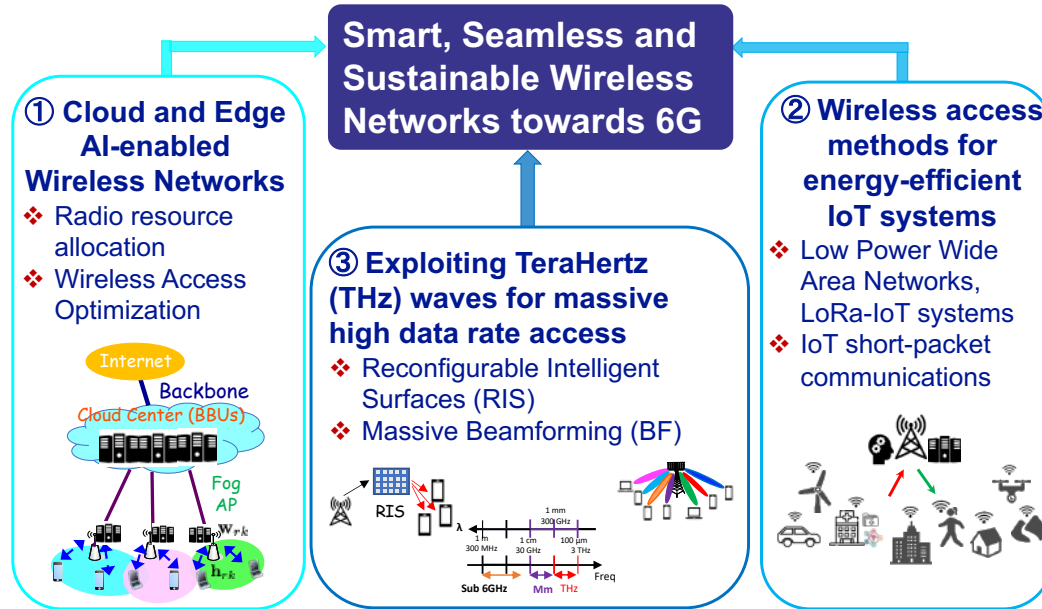 Smart, Seamless and
Sustainable Wireless
Networks towards 6G
① Cloud and Edge
AI-enabled
Wireless Networks
❖ Radio resource
allocation
❖ Wireless Access
Optimization
Internet
Backbone
Cloud Center (BBUs)
Fog
AP
w_rk
h_rk
③ Exploiting TeraHertz
(THz) waves for massive
high data rate access
❖ Reconfigurable Intelligent
Surfaces (RIS)
❖ Massive Beamforming (BF)
RIS
λ
1 mm
300 GHz
1 m
300 MHz
1 cm
30 GHz
100 µm
3 THz
Freq
Sub 6GHz
Mm
THz
② Wireless access
methods for
energy-efficient
IoT systems
❖ Low Power Wide
Area Networks,
LoRa-IoT systems
❖ IoT short-packet
communications